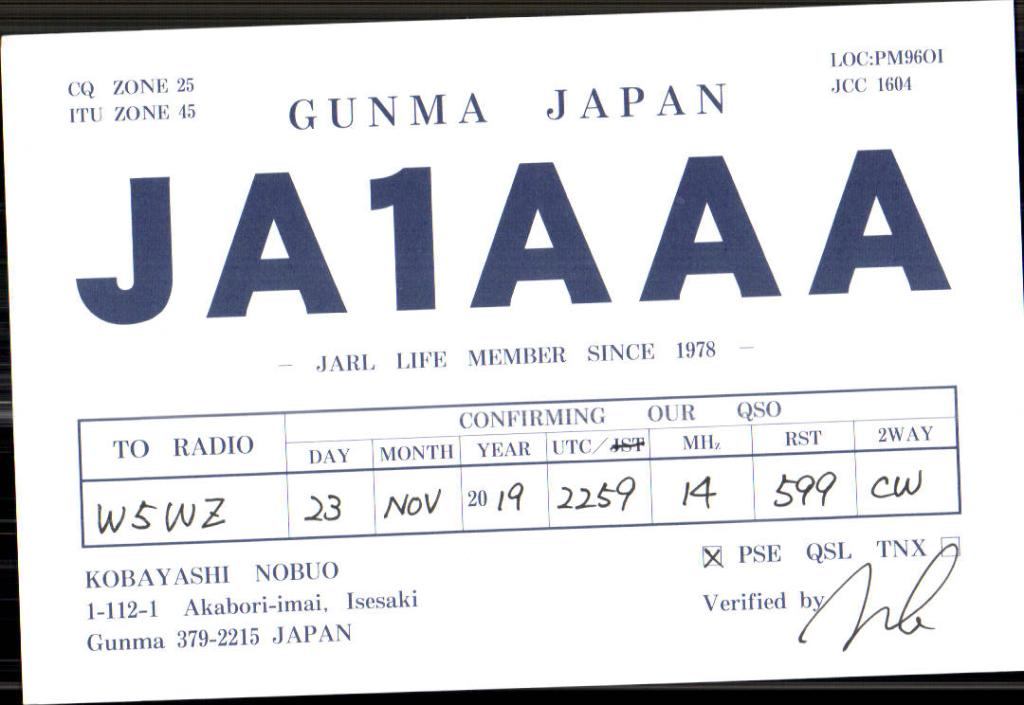 CQ ZONE 25
ITU ZONE 45
LOC:PM96OI
JCC 1604
GUNMA JAPAN
JA1AAA
— JARL LIFE MEMBER SINCE 1978 —
CONFIRMING OUR QSO
TO RADIO DAY MONTH YEAR UTC/JST MHz RST 2WAY
W5WZ 23 NOV 2019 2259 14 599 CW
KOBAYASHI NOBUO
1-112-1 Akabori-imai, Isesaki
Gunma 379-2215 JAPAN
☒ PSE QSL TNX ☐
Verified by